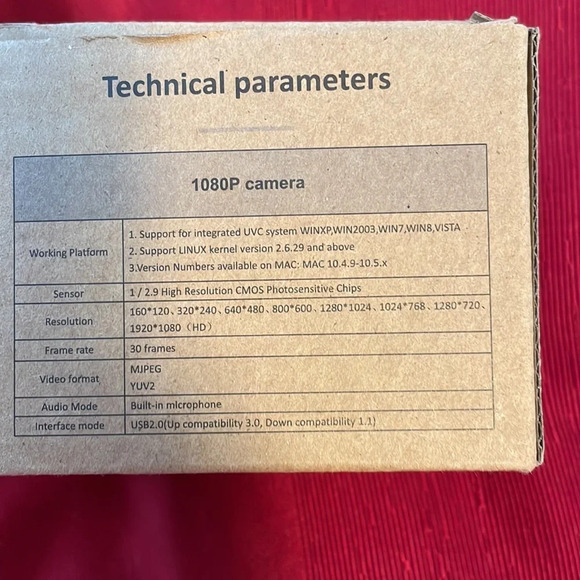 Technical parameters
1080P camera
Working Platform
1. Support for integrated UVC system WINXP,WIN2003,WIN7,WIN8,VISTA
2. Support LINUX kernel version 2.6.29 and above
3.Version Numbers available on MAC: MAC 10.4.9-10.5.x
Sensor
1 / 2.9 High Resolution CMOS Photosensitive Chips
Resolution
160*120、320*240、640*480、800*600、1280*1024、1024*768、1280*720、
1920*1080（HD）
Frame rate
30 frames
Video format
MJPEG
YUV2
Audio Mode
Built-in microphone
Interface mode
USB2.0(Up compatibility 3.0, Down compatibility 1.1)